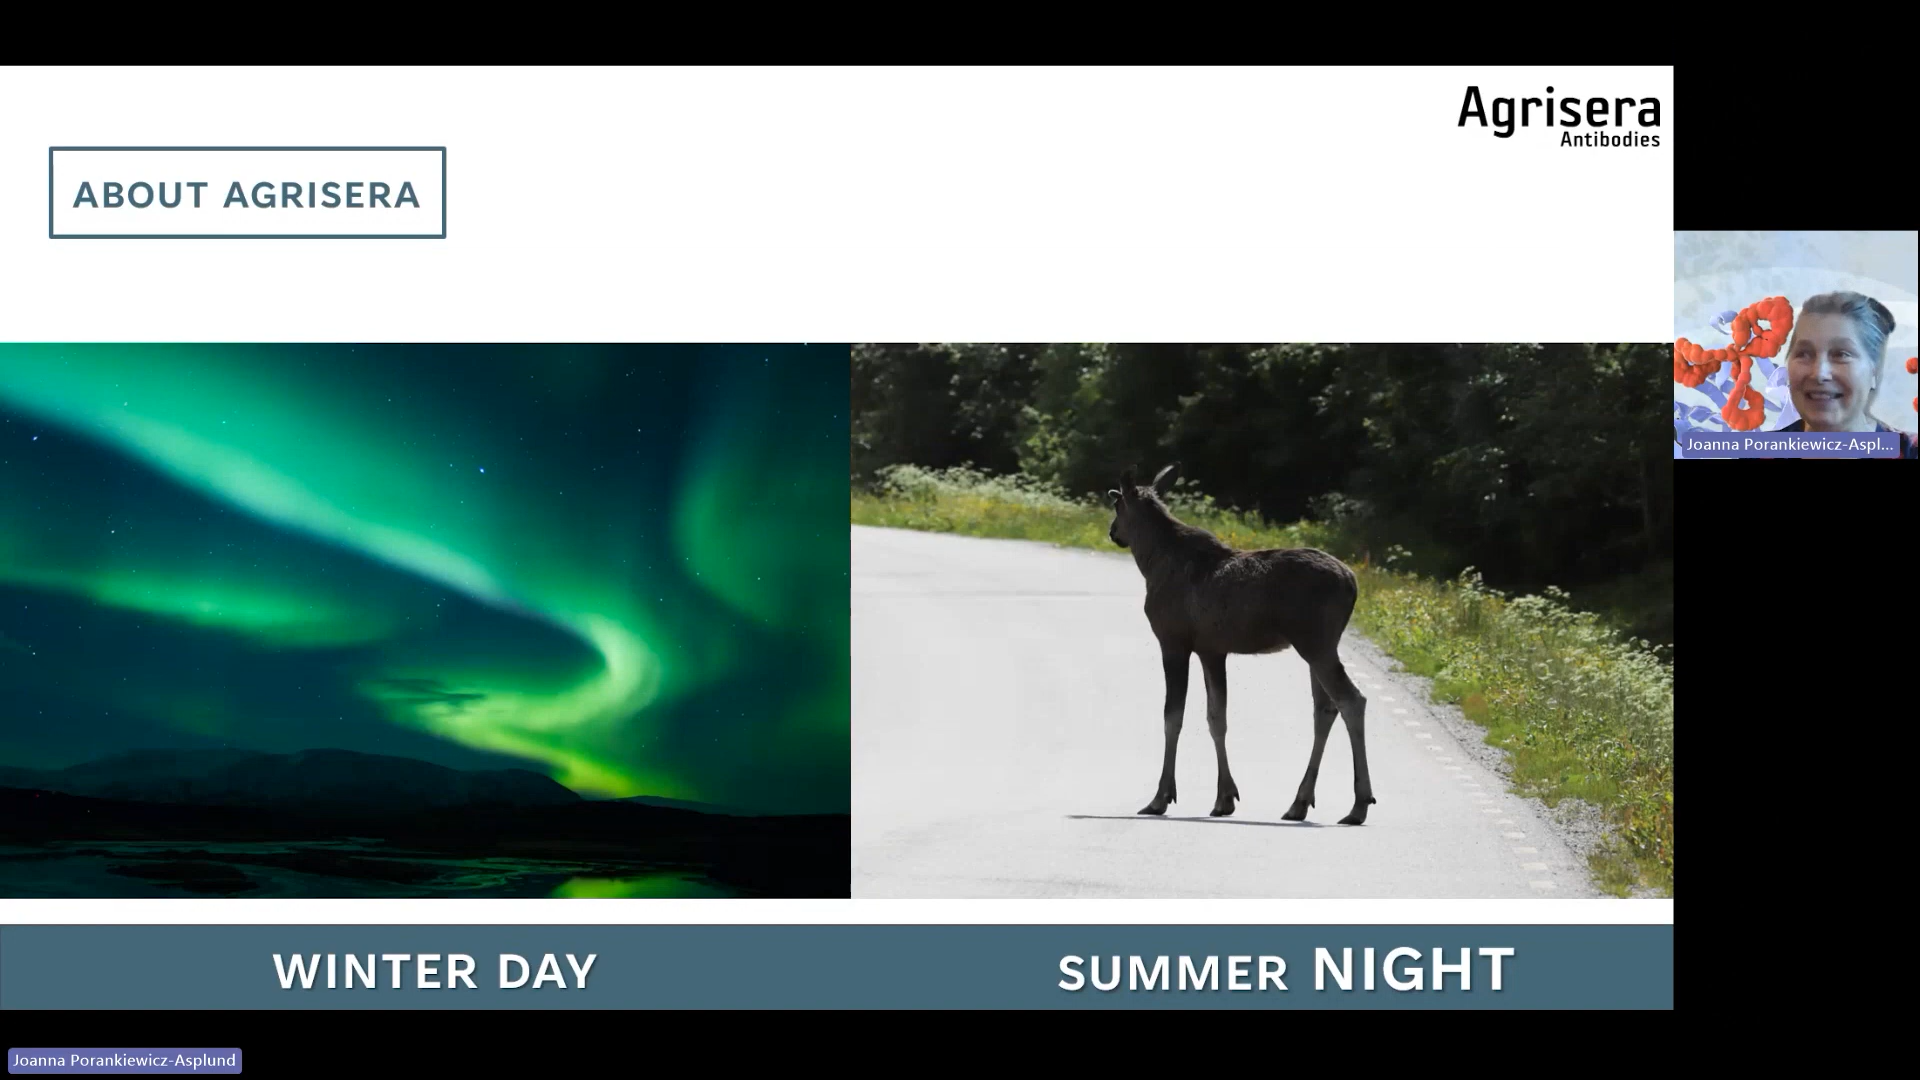 Agrisera
Antibodies
ABOUT AGRISERA
Joanna Porankiewicz-Aspl...
WINTER DAY
SUMMER NIGHT
Joanna Porankiewicz-Asplund